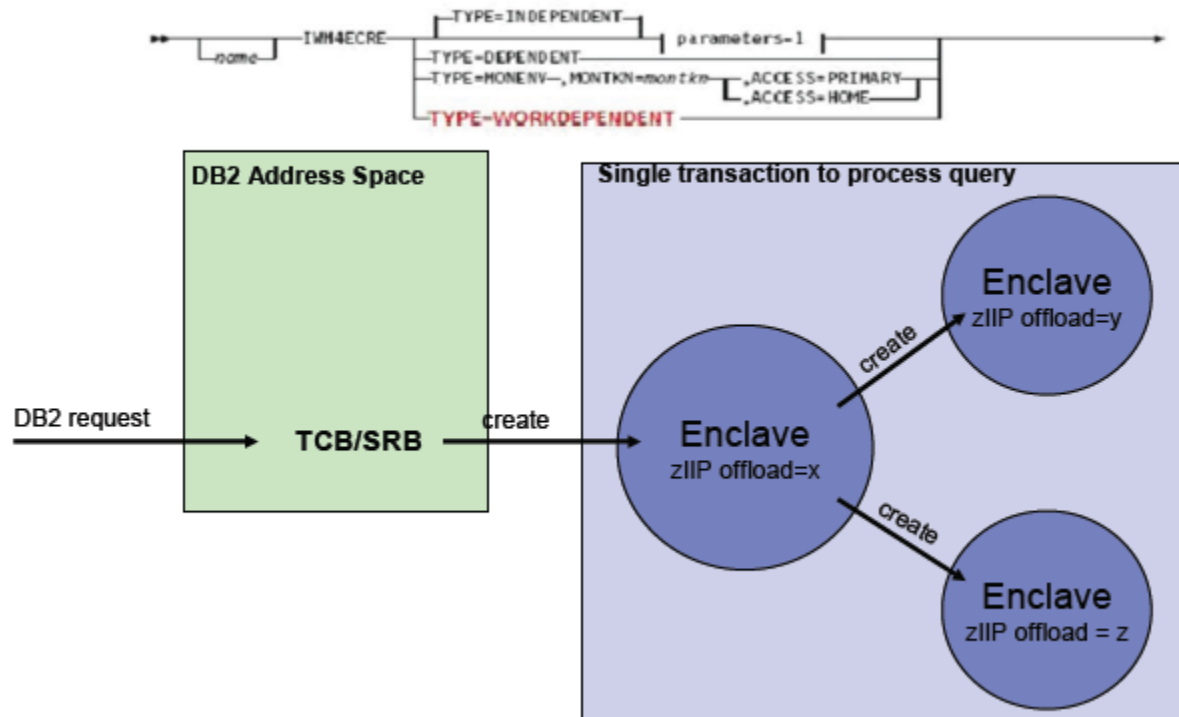 TYPE=INDEPENDENT
name IWM4ECRE parameters-1
TYPE=DEPENDENT
TYPE=MONENV ,MONTKN=montkn ,ACCESS=PRIMARY
,ACCESS=HOME
TYPE=WORKDEPENDENT
DB2 Address Space
Single transaction to process query
Enclave
zIIP offload=y
create
DB2 request
TCB/SRB
create
Enclave
zIIP offload=x
create
Enclave
zIIP offload = z